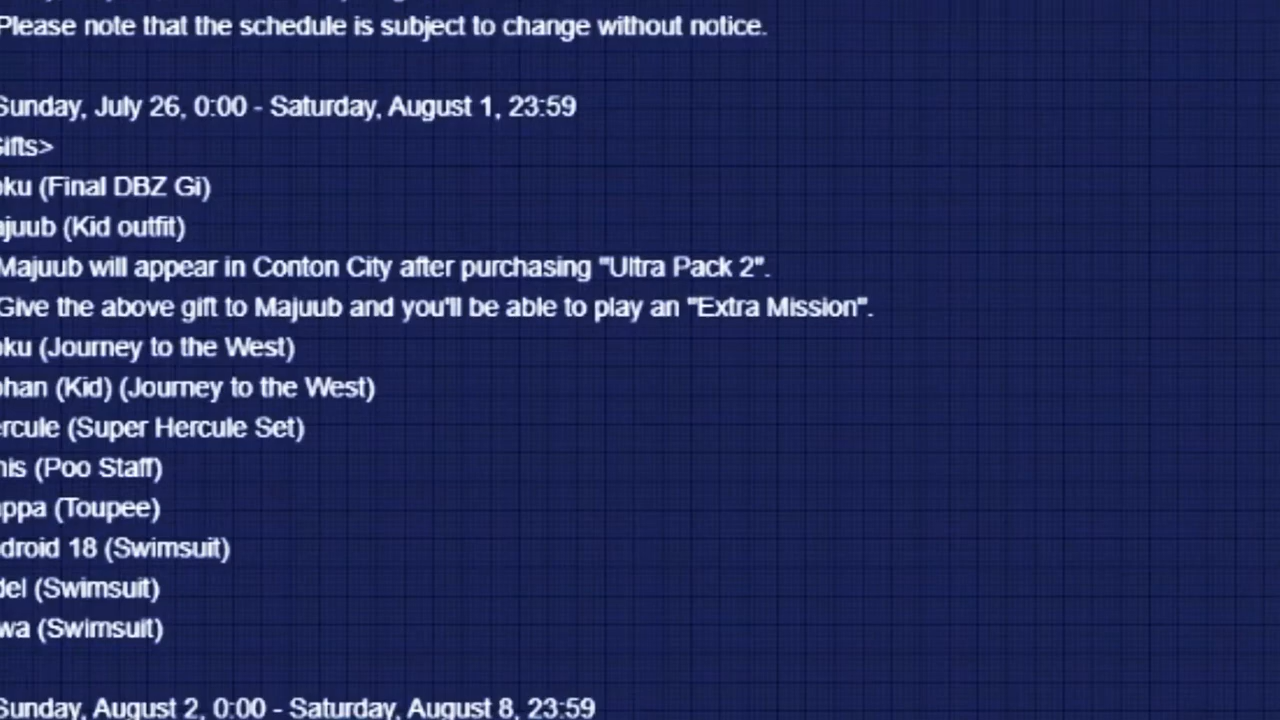 Please note that the schedule is subject to change without notice.
Sunday, July 26, 0:00 - Saturday, August 1, 23:59
Gifts>
oku (Final DBZ Gi)
ajuub (Kid outfit)
Majuub will appear in Conton City after purchasing "Ultra Pack 2".
Give the above gift to Majuub and you'll be able to play an "Extra Mission".
oku (Journey to the West)
ohan (Kid) (Journey to the West)
ercule (Super Hercule Set)
his (Poo Staff)
appa (Toupee)
ndroid 18 (Swimsuit)
del (Swimsuit)
wa (Swimsuit)
Sunday, August 2, 0:00 - Saturday, August 8, 23:59